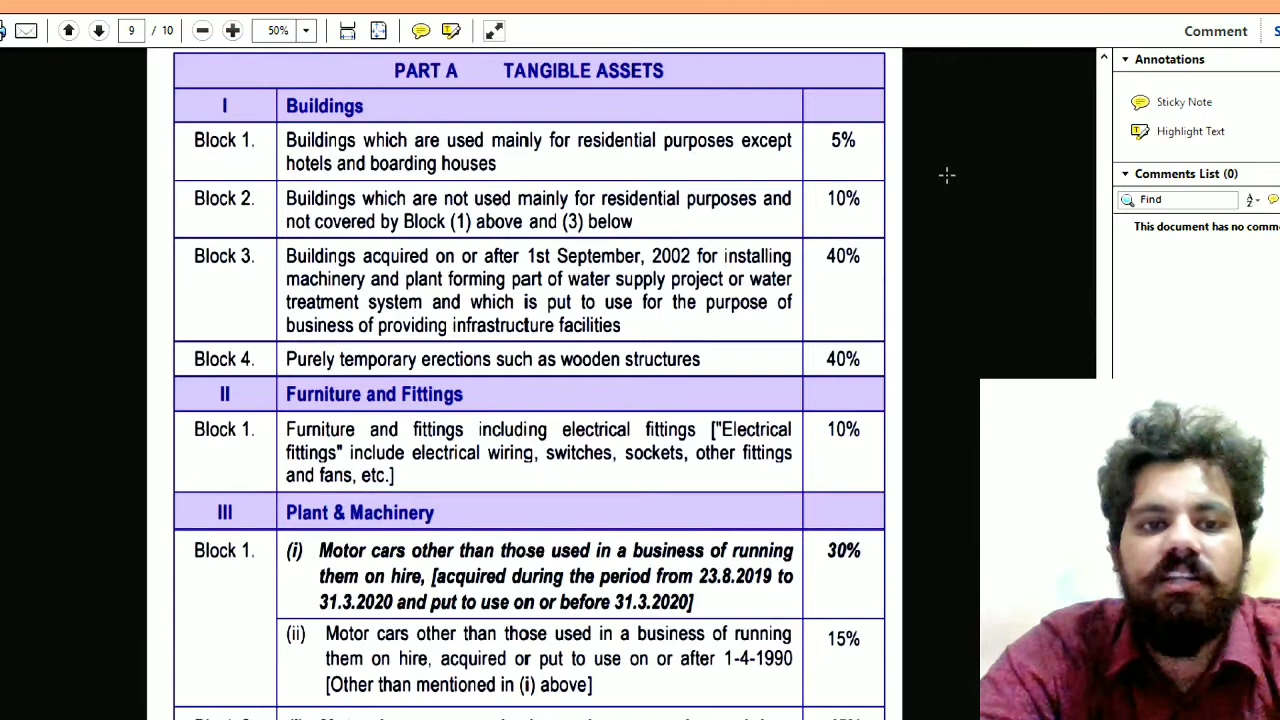 9 / 10 50% Comment
PART A TANGIBLE ASSETS
I Buildings
Block 1. Buildings which are used mainly for residential purposes except 5%
hotels and boarding houses
Block 2. Buildings which are not used mainly for residential purposes and 10%
not covered by Block (1) above and (3) below
Block 3. Buildings acquired on or after 1st September, 2002 for installing 40%
machinery and plant forming part of water supply project or water
treatment system and which is put to use for the purpose of
business of providing infrastructure facilities
Block 4. Purely temporary erections such as wooden structures 40%
II Furniture and Fittings
Block 1. Furniture and fittings including electrical fittings ["Electrical 10%
fittings" include electrical wiring, switches, sockets, other fittings
and fans, etc.]
III Plant & Machinery
Block 1. (i) Motor cars other than those used in a business of running 30%
them on hire, [acquired during the period from 23.8.2019 to
31.3.2020 and put to use on or before 31.3.2020]
(ii) Motor cars other than those used in a business of running 15%
them on hire, acquired or put to use on or after 1-4-1990
[Other than mentioned in (i) above]
Annotations
Sticky Note
Highlight Text
Comments List (0)
Find
This document has no comm